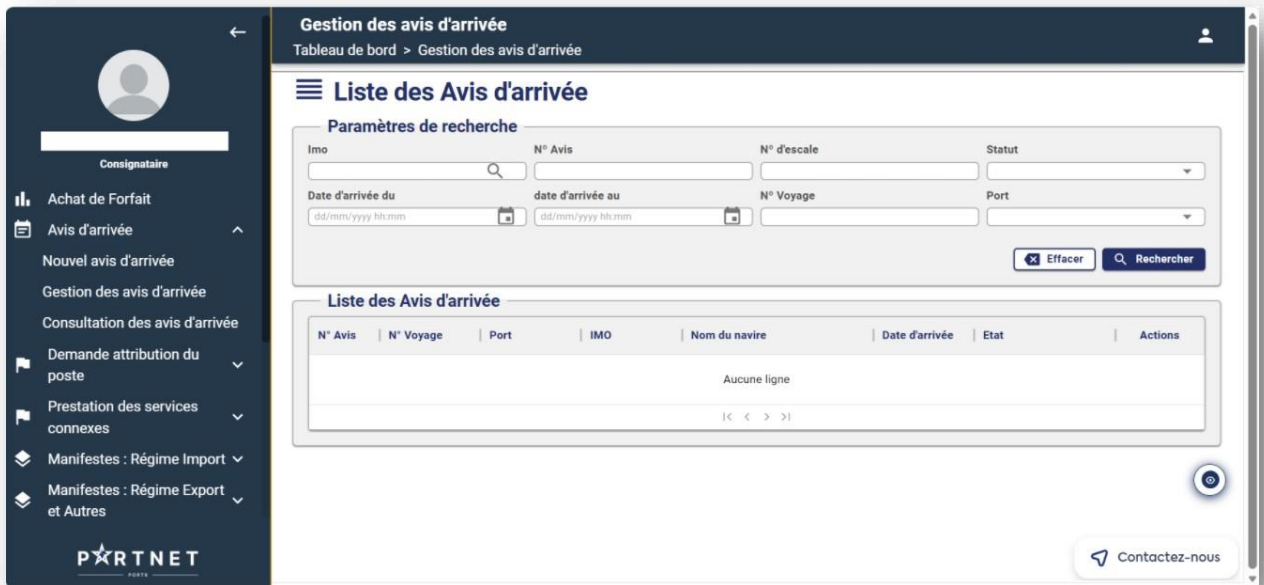 Gestion des avis d'arrivée
Tableau de bord > Gestion des avis d'arrivée
Consignataire
Achat de Forfait
Avis d'arrivée
Nouvel avis d'arrivée
Gestion des avis d'arrivée
Consultation des avis d'arrivée
Demande attribution du
poste
Prestation des services
connexes
Manifestes : Régime Import
Manifestes : Régime Export
et Autres
PORTNET
PORTS
Liste des Avis d'arrivée
Paramètres de recherche
Imo N° Avis N° d'escale Statut
Date d'arrivée du date d'arrivée au N° Voyage Port
dd/mm/yyyy hh:mm dd/mm/yyyy hh:mm
Effacer Rechercher
Liste des Avis d'arrivée
N° Avis N° Voyage Port IMO Nom du navire Date d'arrivée Etat Actions
Aucune ligne
Contactez-nous